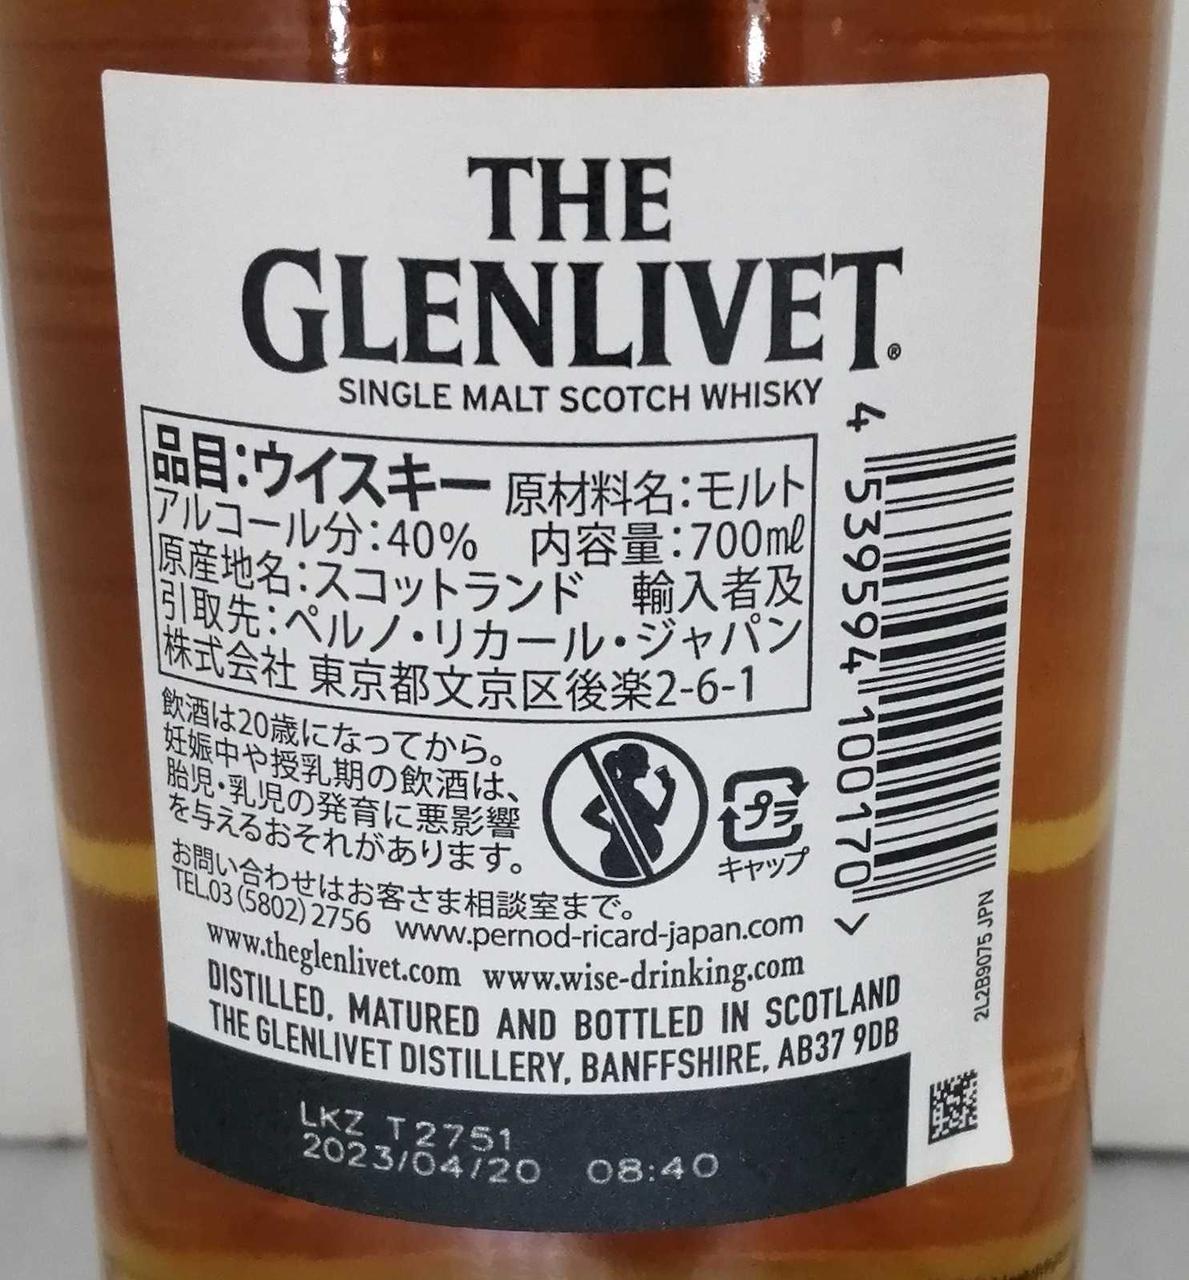 THE
GLENLIVET®
SINGLE MALT SCOTCH WHISKY
品目:ウイスキー 原材料名:モルト
アルコール分:40% 内容量:700mℓ
原産地名:スコットランド 輸入者及
引取先:ペルノ・リカール・ジャパン
株式会社 東京都文京区後楽2-6-1
飲酒は20歳になってから。
妊娠中や授乳期の飲酒は、
胎児・乳児の発育に悪影響
を与えるおそれがあります。
プラ
キャップ
お問い合わせはお客さま相談室まで。
TEL.03(5802)2756 www.pernod-ricard-japan.com
www.theglenlivet.com www.wise-drinking.com
DISTILLED, MATURED AND BOTTLED IN SCOTLAND
THE GLENLIVET DISTILLERY, BANFFSHIRE, AB37 9DB
LKZ T2751
2023/04/20 08:40
4 539594 100170 >
2L2B9075 JPN